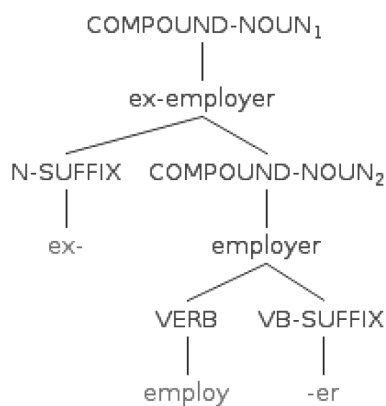 COMPOUND-NOUN₁
ex-employer
N-SUFFIX COMPOUND-NOUN₂
ex- employer
VERB VB-SUFFIX
employ -er